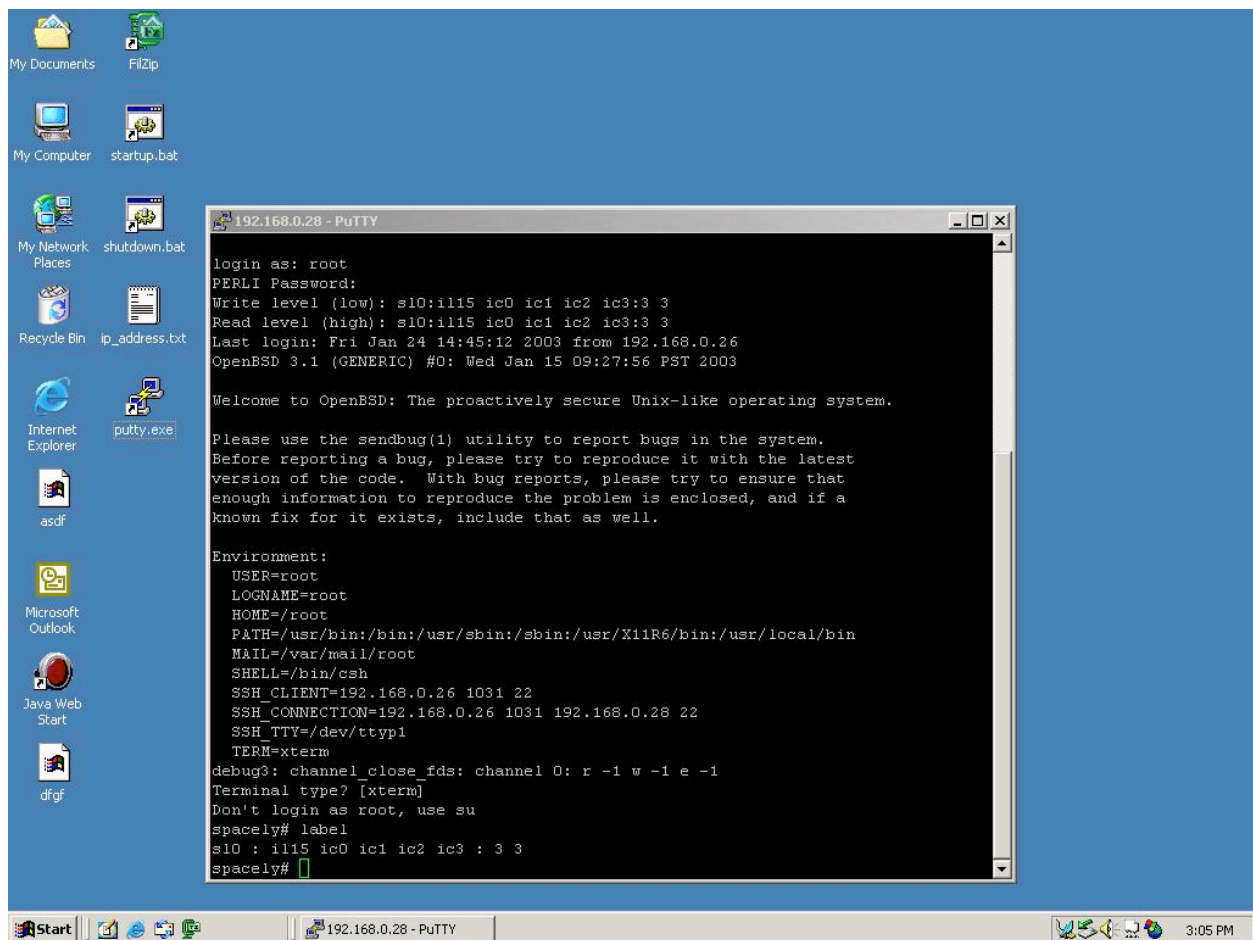 My Documents
FilZip
My Computer
startup.bat
My Network
Places
shutdown.bat
Recycle Bin
ip_address.txt
Internet
Explorer
putty.exe
asdf
Microsoft
Outlook
Java Web
Start
dfgf
192.168.0.28 - PuTTY
login as: root
PERLI Password:
Write level (low): sl0:il15 ic0 ic1 ic2 ic3:3 3
Read level (high): sl0:il15 ic0 ic1 ic2 ic3:3 3
Last login: Fri Jan 24 14:45:12 2003 from 192.168.0.26
OpenBSD 3.1 (GENERIC) #0: Wed Jan 15 09:27:56 PST 2003
Welcome to OpenBSD: The proactively secure Unix-like operating system.
Please use the sendbug(1) utility to report bugs in the system.
Before reporting a bug, please try to reproduce it with the latest
version of the code.  With bug reports, please try to ensure that
enough information to reproduce the problem is enclosed, and if a
known fix for it exists, include that as well.
Environment:
USER=root
LOGNAME=root
HOME=/root
PATH=/usr/bin:/bin:/usr/sbin:/sbin:/usr/X11R6/bin:/usr/local/bin
MAIL=/var/mail/root
SHELL=/bin/csh
SSH_CLIENT=192.168.0.26 1031 22
SSH_CONNECTION=192.168.0.26 1031 192.168.0.28 22
SSH_TTY=/dev/ttyp1
TERM=xterm
debug3: channel_close_fds: channel 0: r -1 w -1 e -1
Terminal type? [xterm]
Don't login as root, use su
spacely# label
sl0 : il15 ic0 ic1 ic2 ic3 : 3 3
spacely#
Start
192.168.0.28 - PuTTY
3:05 PM